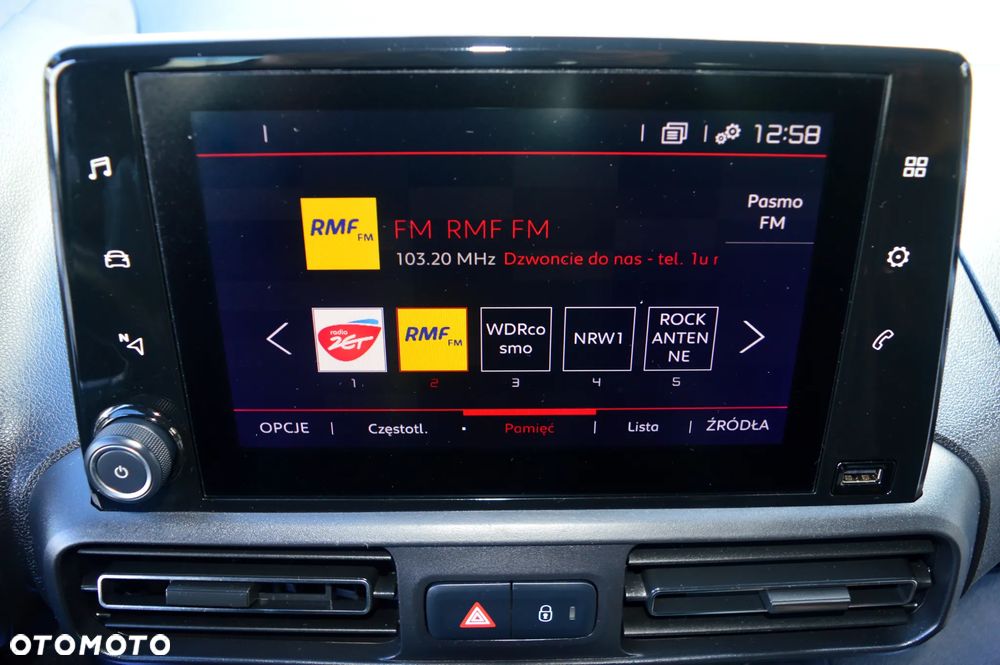 12:58
RMF FM
FM RMF FM
103.20 MHz Dzwoncie do nas - tel. 1u r
Pasmo
FM
radio ZET
RMF FM
WDRco
smo
NRW1
ROCK
ANTEN
NE
1 2 3 4 5
OPCJE Częstotl. Pamięć Lista ŹRÓDŁA
N
OTOMOTO